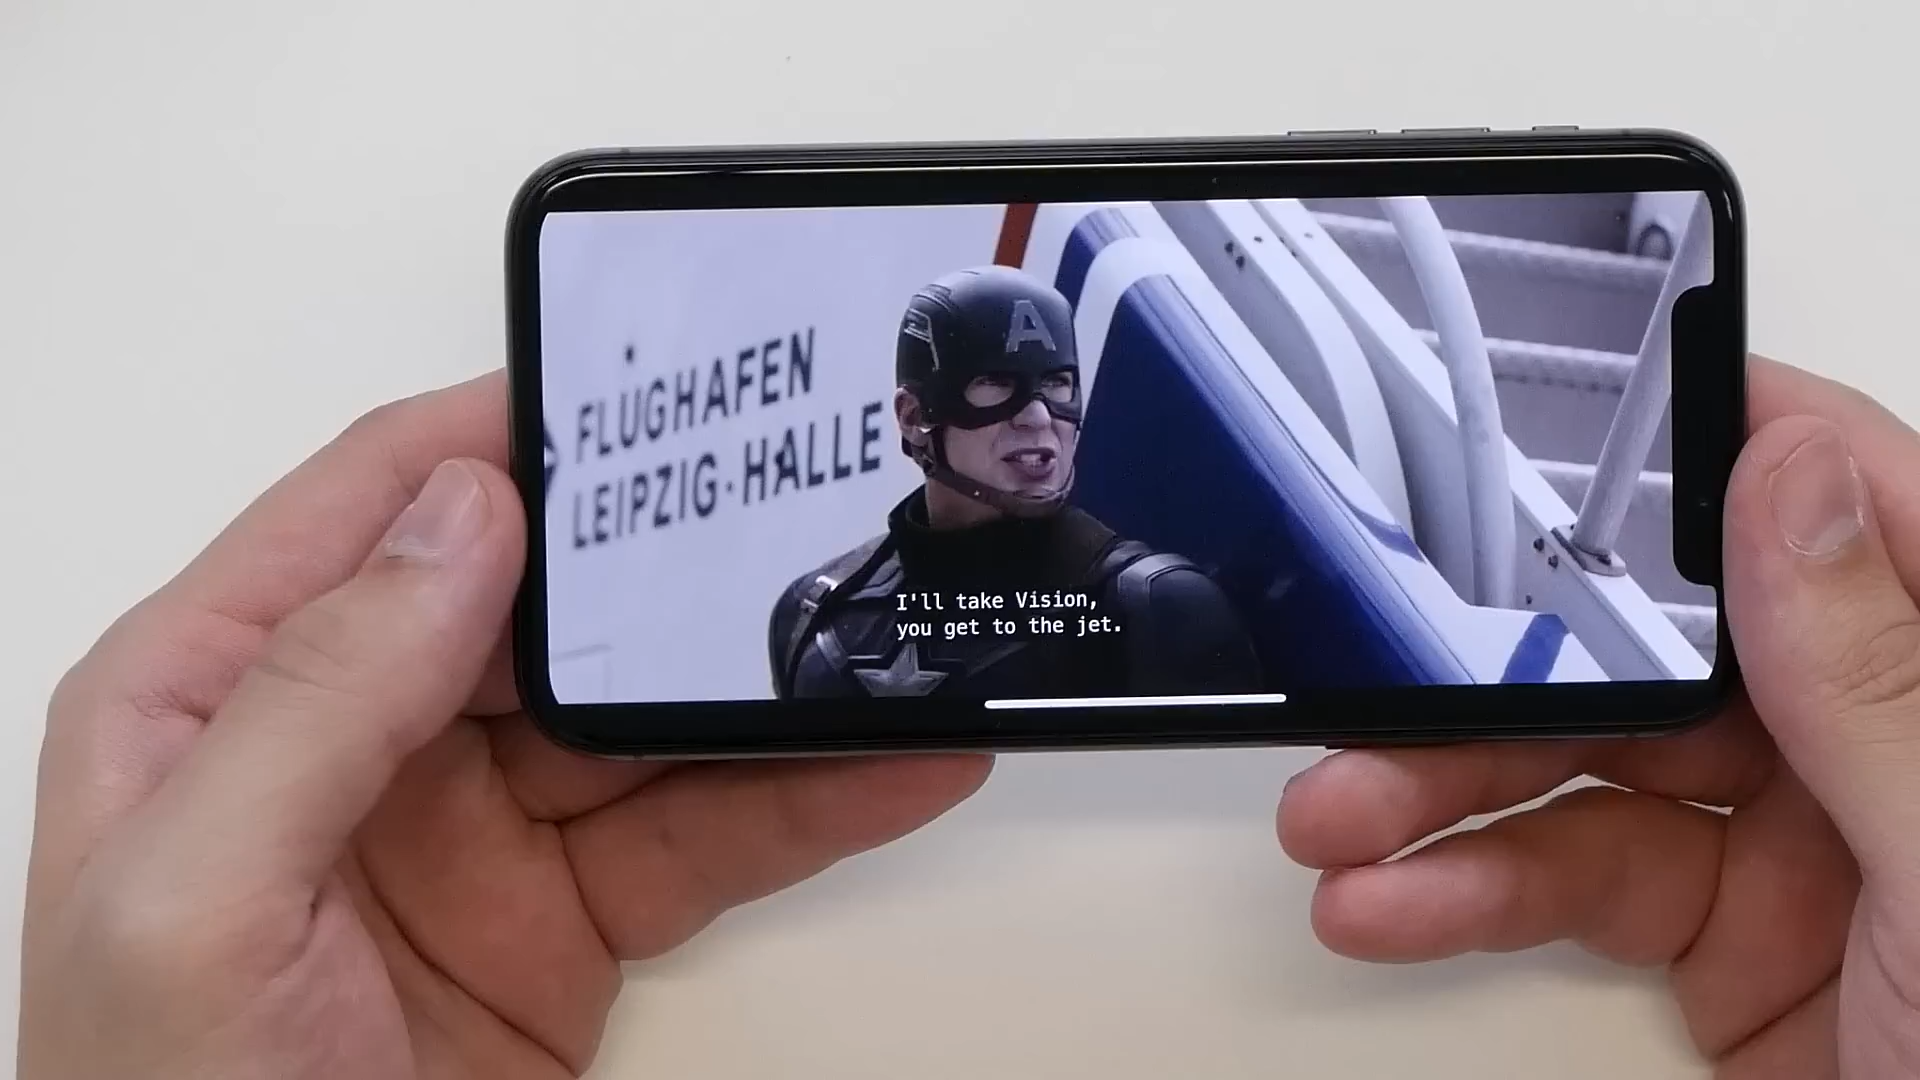 A
FLUGHAFEN
LEIPZIG·HALLE
I'll take Vision,
you get to the jet.